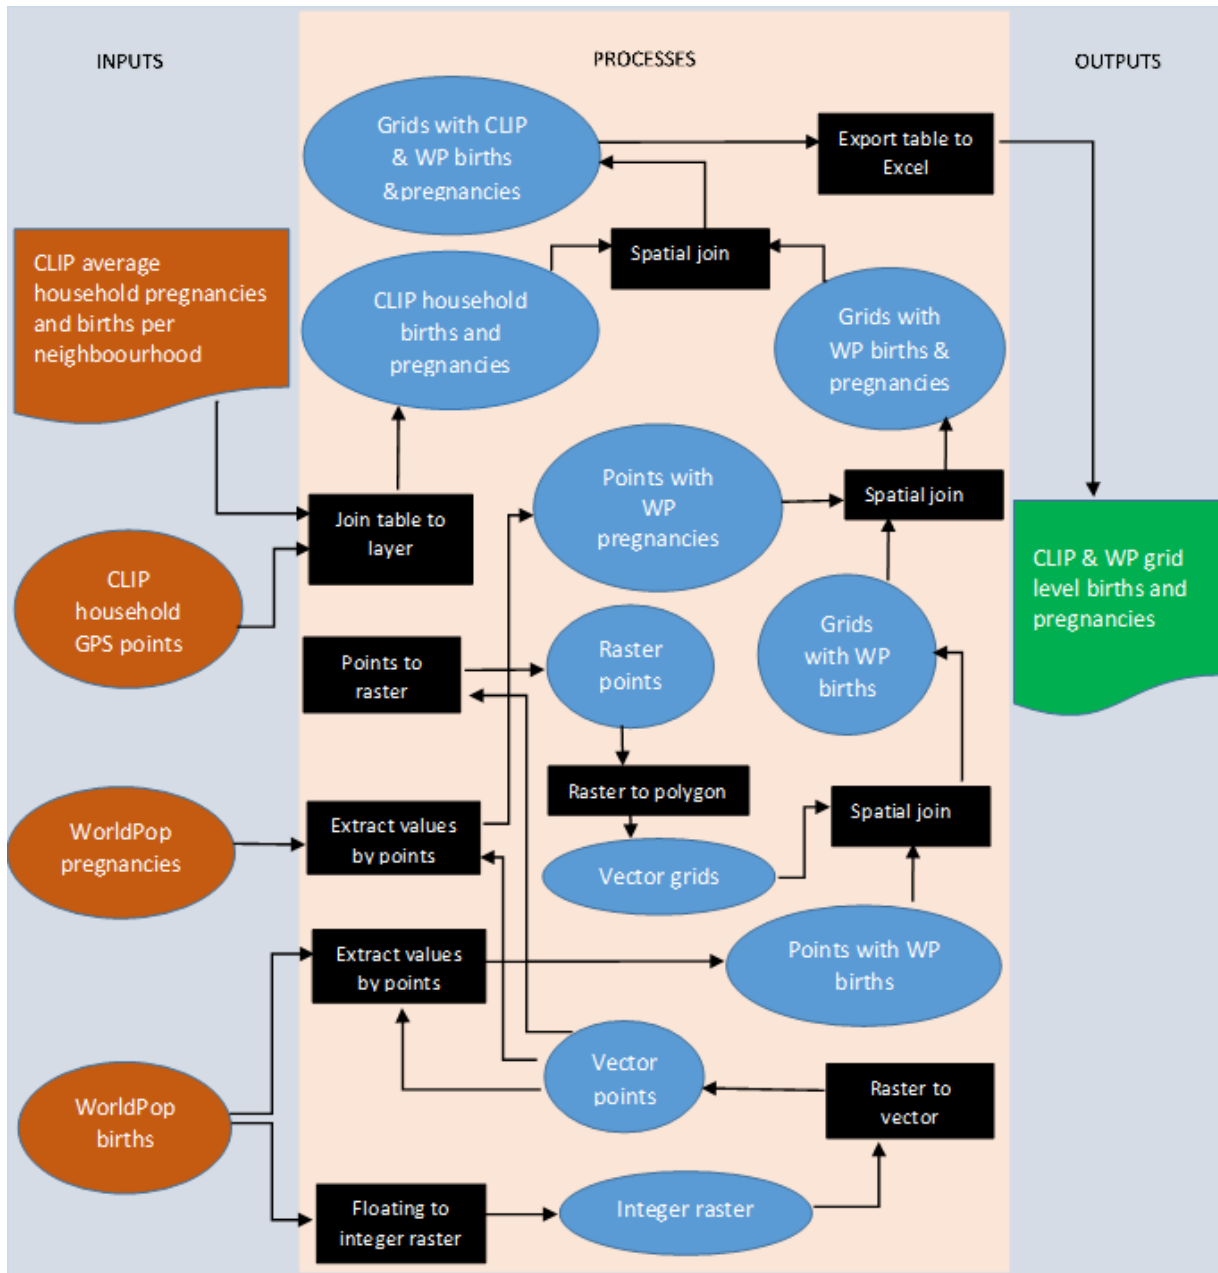 INPUTS
PROCESSES
OUTPUTS
Grids with CLIP
& WP births
&pregnancies
Export table to
Excel
CLIP average
household pregnancies
and births per
neighboourhood
Spatial join
CLIP household
births and
pregnancies
Grids with
WP births &
pregnancies
Points with
WP
pregnancies
Spatial join
Join table to
layer
CLIP
household
GPS points
CLIP & WP grid
level births and
pregnancies
Grids
with WP
births
Points to
raster
Raster
points
Raster to polygon
Spatial join
WorldPop
pregnancies
Extract values
by points
Vector grids
Extract values
by points
Points with WP
births
Vector
points
Raster to
vector
WorldPop
births
Floating to
integer raster
Integer raster